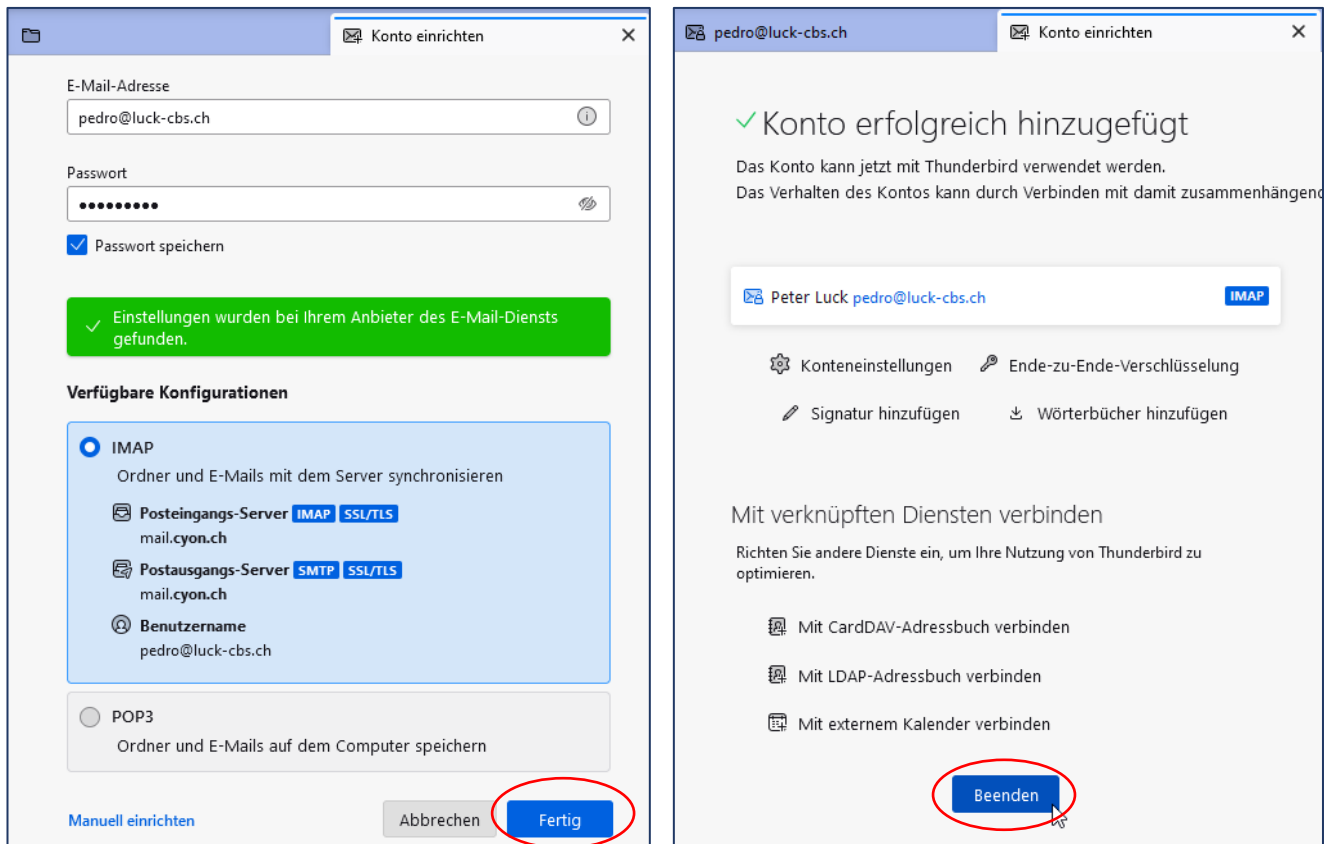 Konto einrichten
E-Mail-Adresse
pedro@luck-cbs.ch
Passwort
Passwort speichern
Einstellungen wurden bei Ihrem Anbieter des E-Mail-Diensts
gefunden.
Verfügbare Konfigurationen
IMAP
Ordner und E-Mails mit dem Server synchronisieren
Posteingangs-Server IMAP SSL/TLS
mail.cyon.ch
Postausgangs-Server SMTP SSL/TLS
mail.cyon.ch
Benutzername
pedro@luck-cbs.ch
POP3
Ordner und E-Mails auf dem Computer speichern
Manuell einrichten Abbrechen Fertig
pedro@luck-cbs.ch Konto einrichten
Konto erfolgreich hinzugefügt
Das Konto kann jetzt mit Thunderbird verwendet werden.
Das Verhalten des Kontos kann durch Verbinden mit damit zusammenhängend
Peter Luck pedro@luck-cbs.ch IMAP
Konteneinstellungen Ende-zu-Ende-Verschlüsselung
Signatur hinzufügen Wörterbücher hinzufügen
Mit verknüpften Diensten verbinden
Richten Sie andere Dienste ein, um Ihre Nutzung von Thunderbird zu
optimieren.
Mit CardDAV-Adressbuch verbinden
Mit LDAP-Adressbuch verbinden
Mit externem Kalender verbinden
Beenden